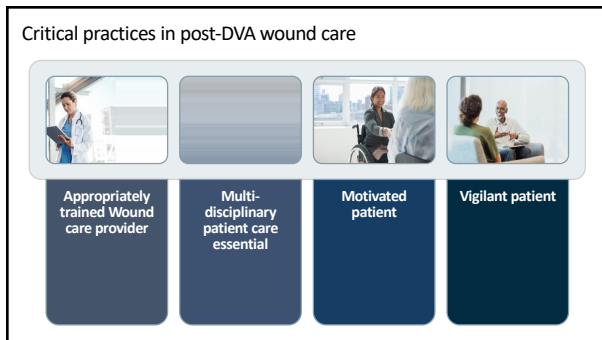 Critical practices in post-DVA wound care
Appropriately
trained Wound
care provider
Multi-
disciplinary
patient care
essential
Motivated
patient
Vigilant patient